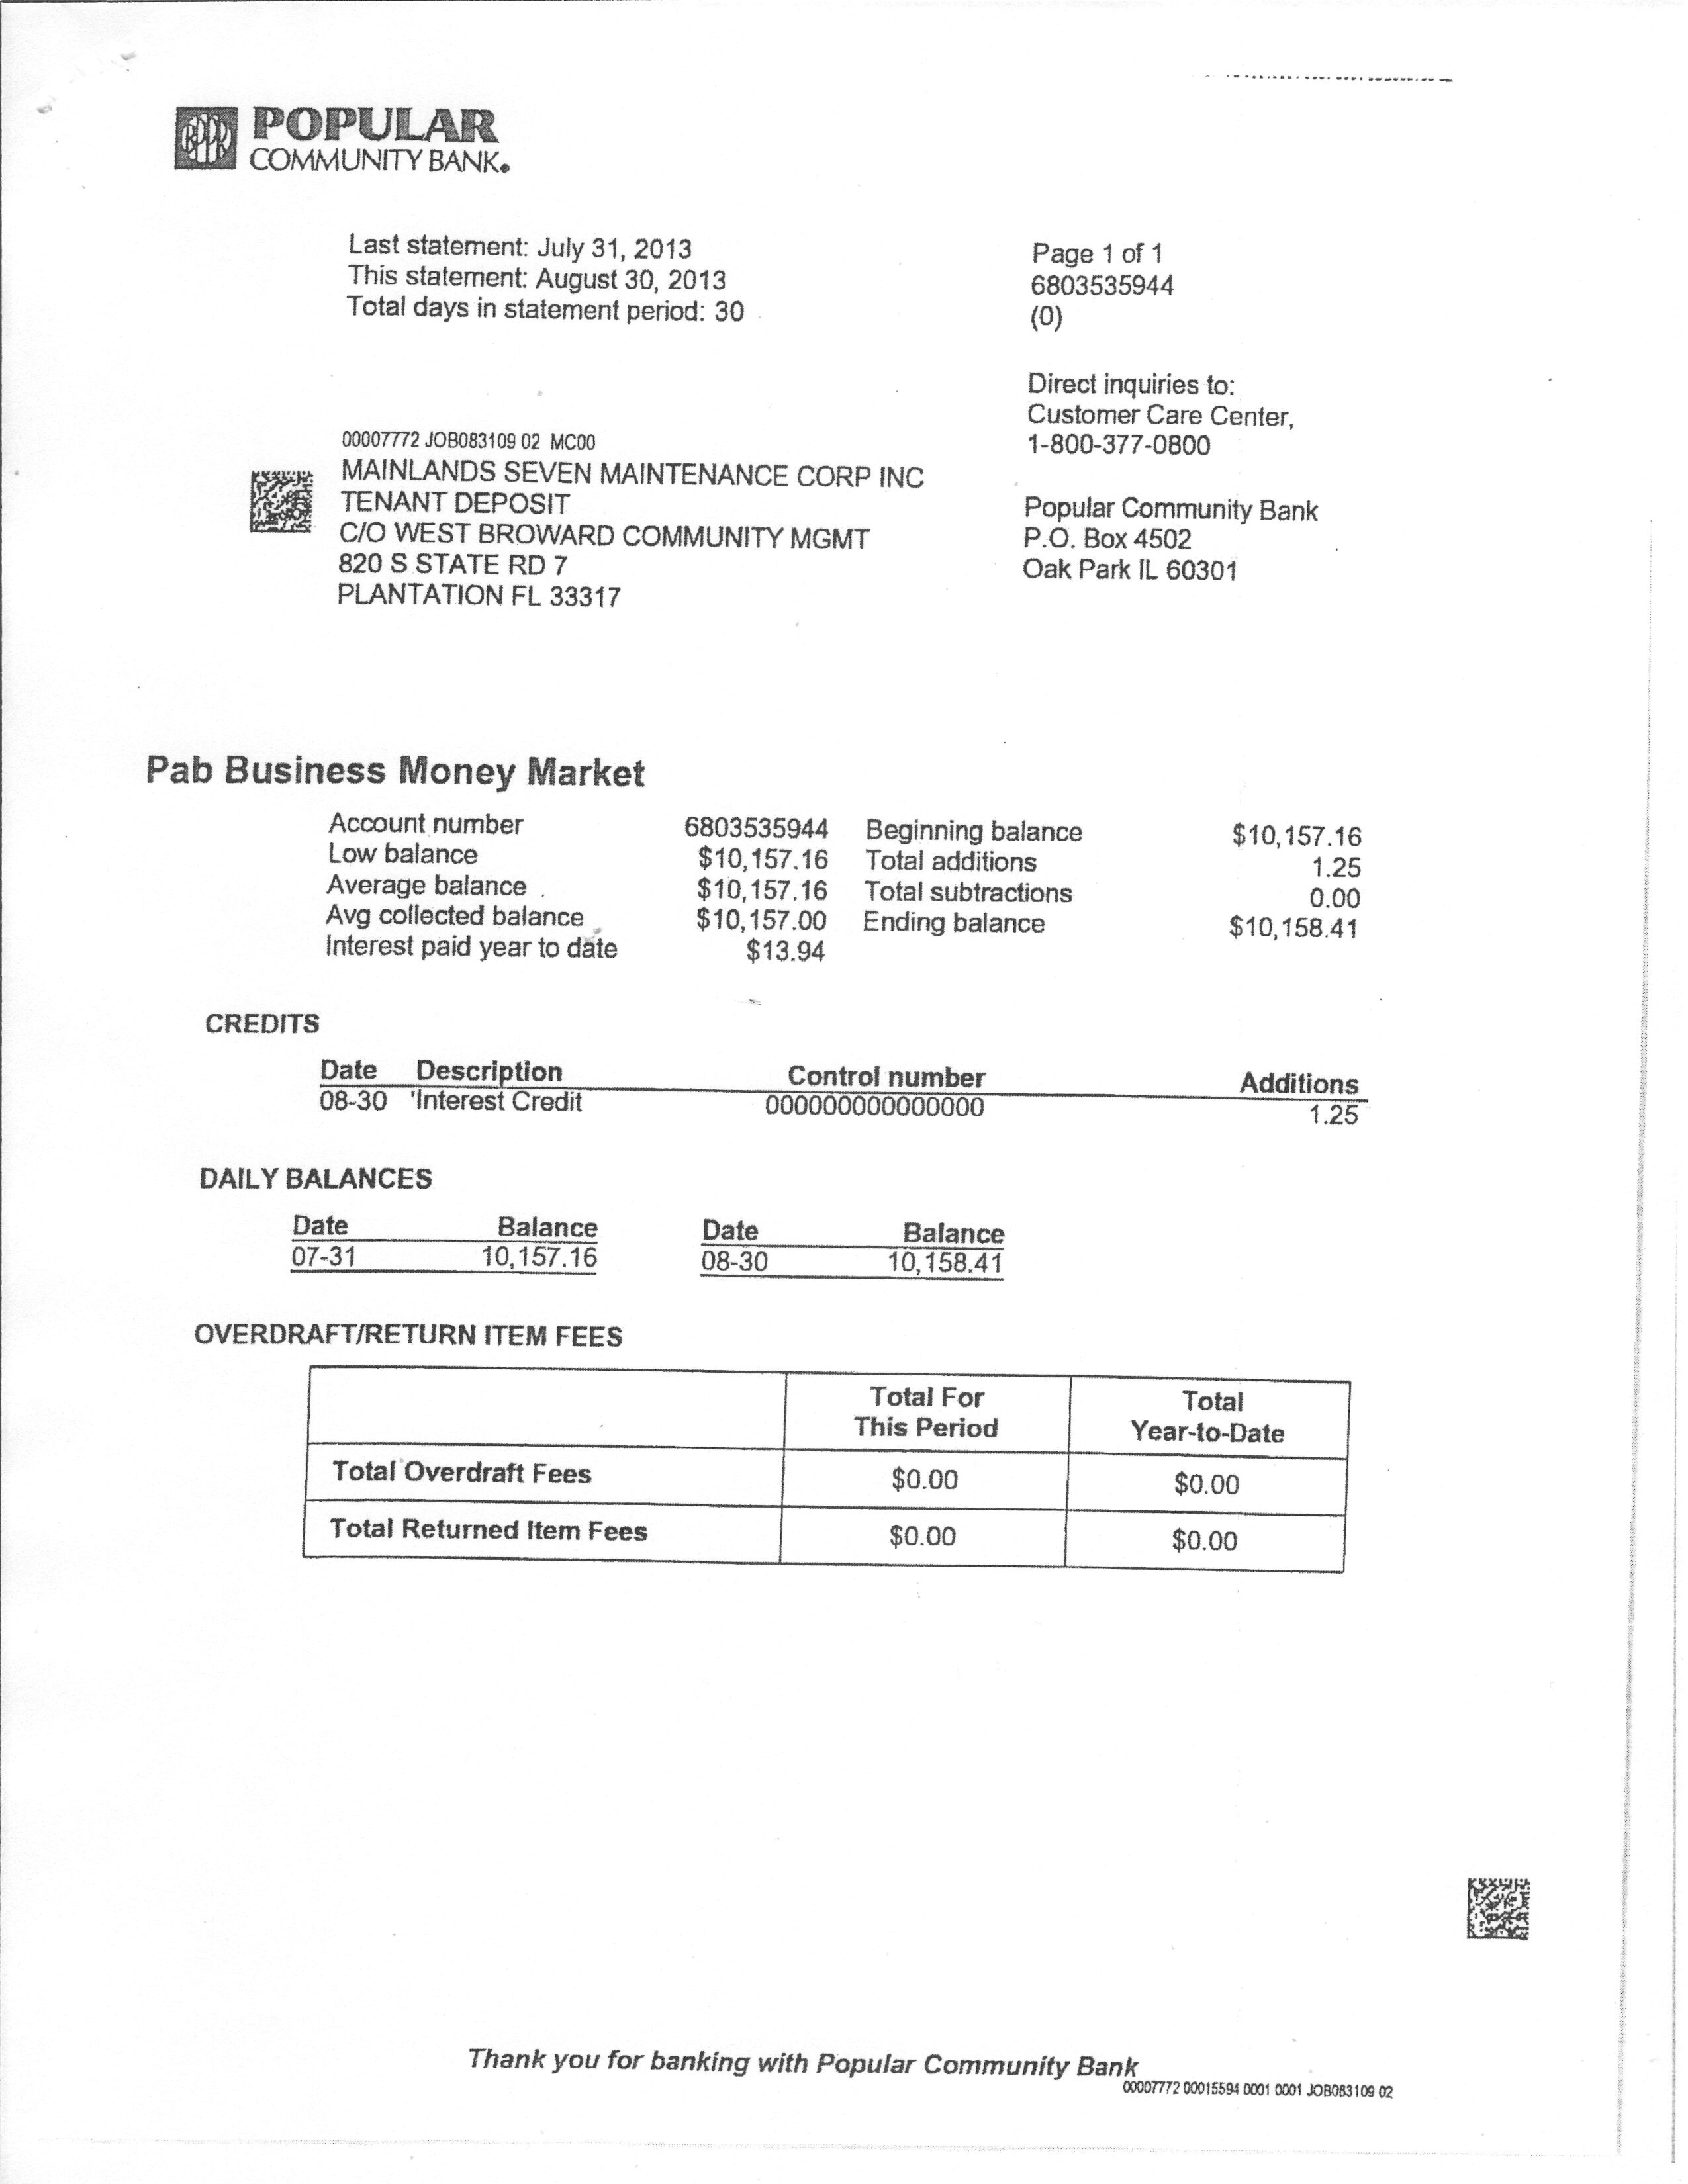 POPULAR
COMMUNITY BANK.
Last statement: July 31, 2013
This statement: August 30, 2013
Total days in statement period: 30
Page 1 of 1
6803535944
(0)
Direct inquiries to:
Customer Care Center,
1-800-377-0800
Popular Community Bank
P.O. Box 4502
Oak Park IL 60301
00007772 JOB083109 02 MC00
MAINLANDS SEVEN MAINTENANCE CORP INC
TENANT DEPOSIT
C/O WEST BROWARD COMMUNITY MGMT
820 S STATE RD 7
PLANTATION FL 33317
Pab Business Money Market
Account number 6803535944 Beginning balance $10,157.16
Low balance $10,157.16 Total additions 1.25
Average balance $10,157.16 Total subtractions 0.00
Avg collected balance $10,157.00 Ending balance $10,158.41
Interest paid year to date $13.94
CREDITS
Date Description Control number Additions
08-30 'Interest Credit 000000000000000 1.25
DAILY BALANCES
Date Balance Date Balance
07-31 10,157.16 08-30 10,158.41
OVERDRAFT/RETURN ITEM FEES
Total For Total
This Period Year-to-Date
Total Overdraft Fees $0.00 $0.00
Total Returned Item Fees $0.00 $0.00
Thank you for banking with Popular Community Bank
00007772 00015594 0001 0001 JOB083109 02